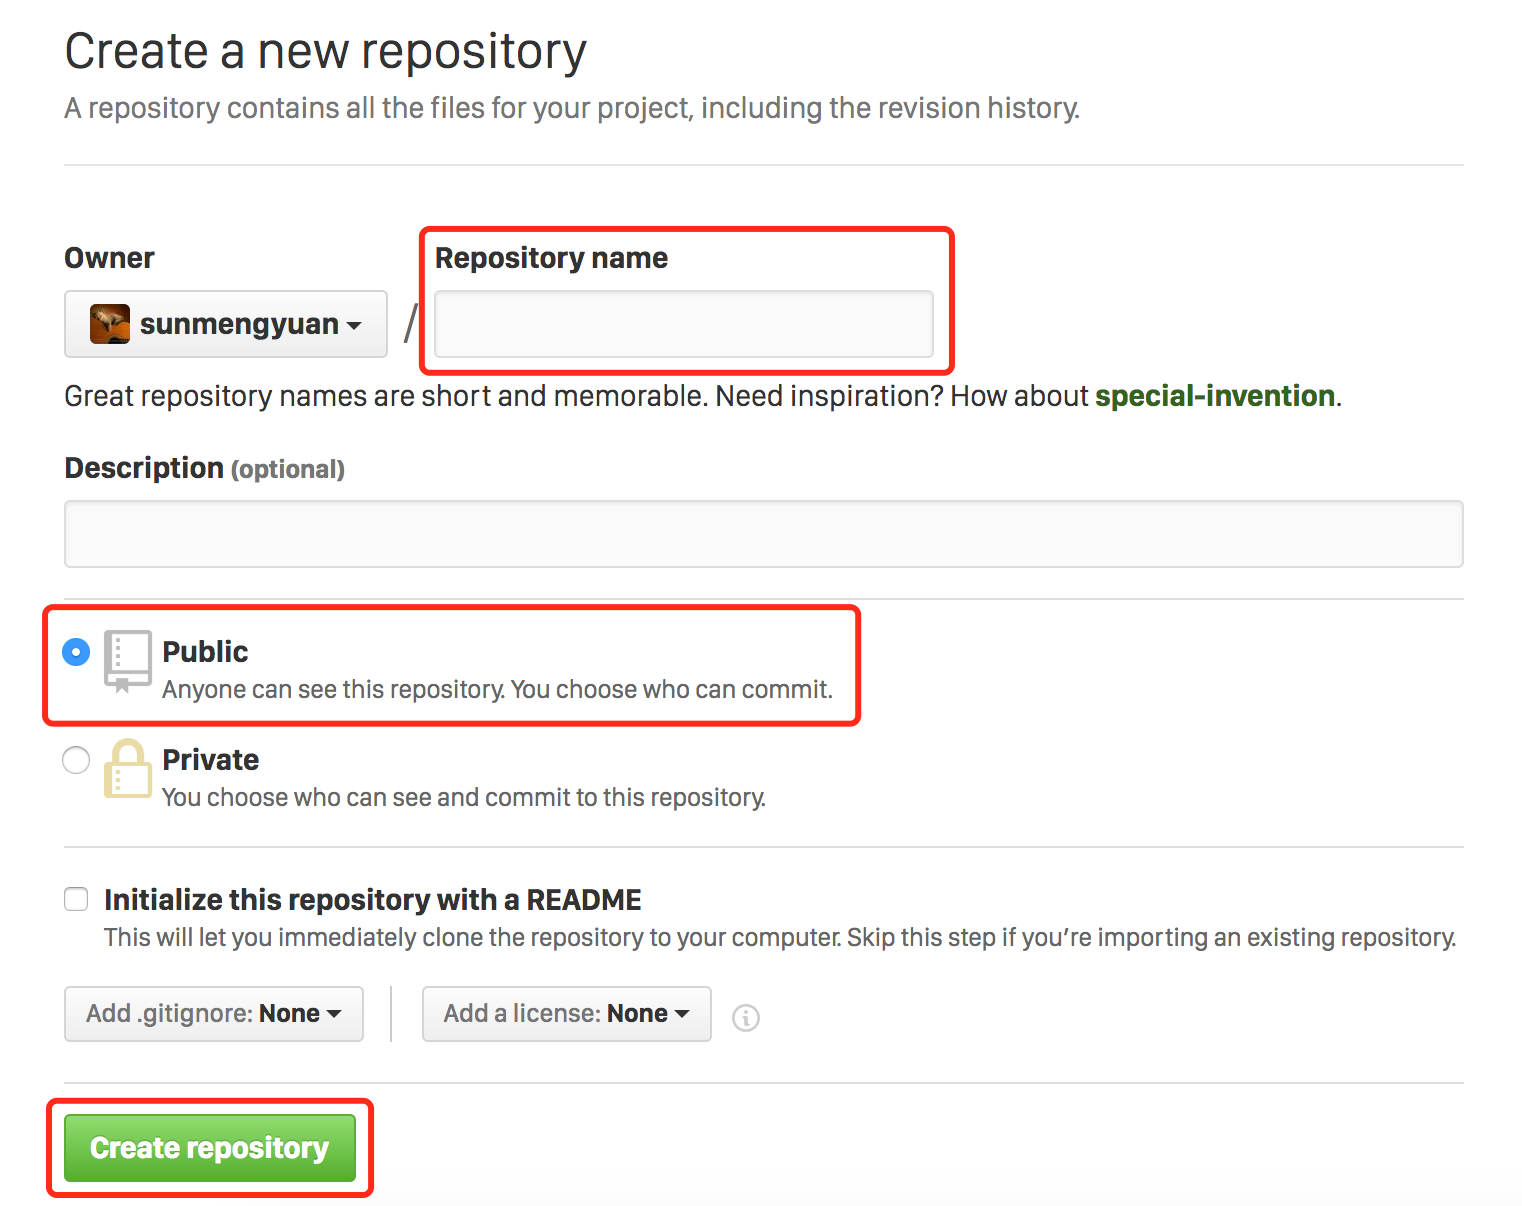 Create a new repository
A repository contains all the files for your project, including the revision history.
Owner
Repository name
sunmengyuan
/
Great repository names are short and memorable. Need inspiration? How about special-invention.
Description (optional)
Public
Anyone can see this repository. You choose who can commit.
Private
You choose who can see and commit to this repository.
Initialize this repository with a README
This will let you immediately clone the repository to your computer. Skip this step if you’re importing an existing repository.
Add .gitignore: None
Add a license: None
Create repository